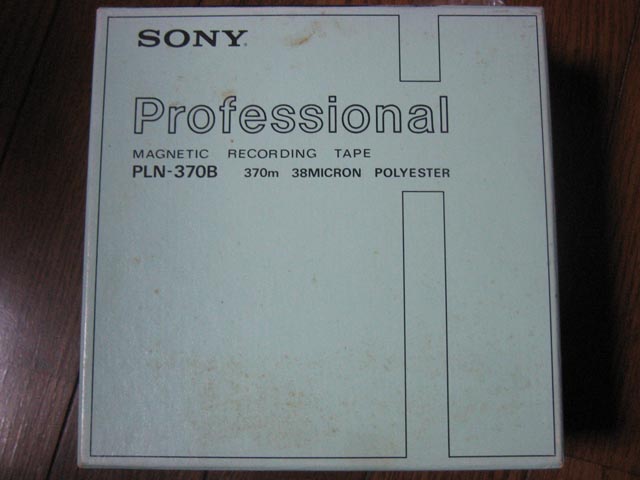 SONY
Professional
MAGNETIC RECORDING TAPE
PLN-370B 370m 38MICRON POLYESTER